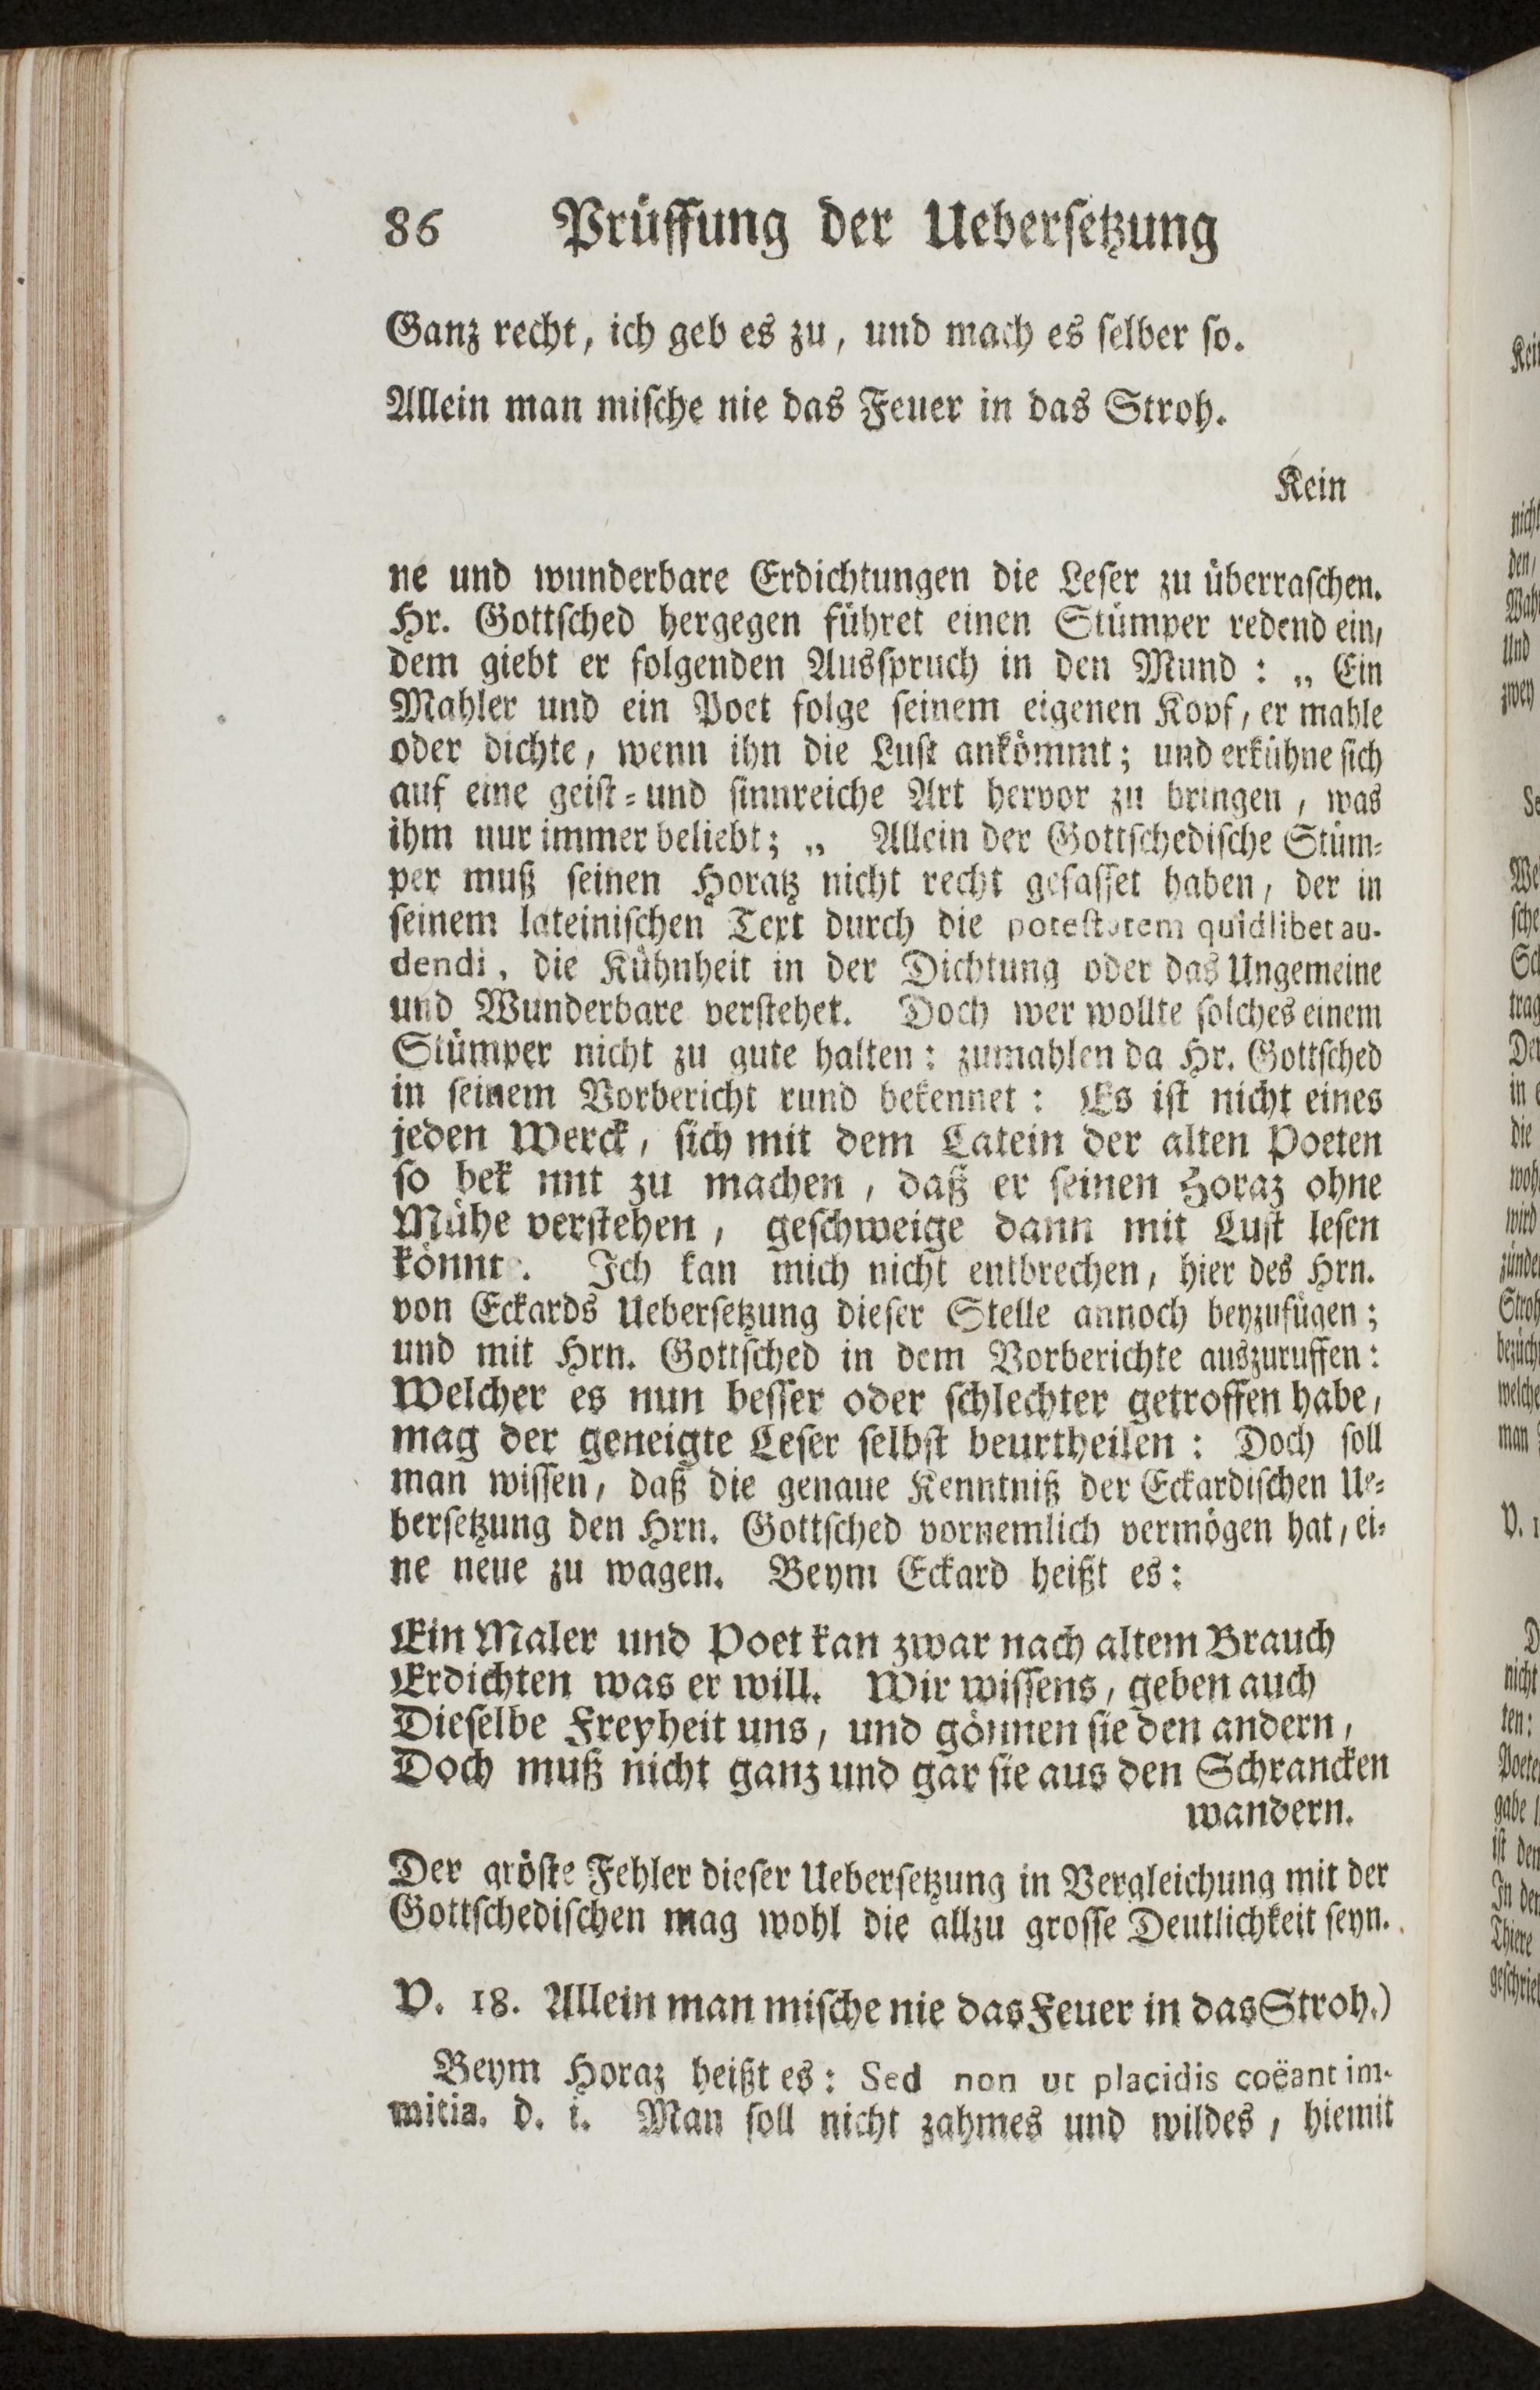 86 Prüffung der Uebersetzung
Ganz recht, ich geb es zu, und mach es selber so.
Allein man mische nie das Feuer in das Stroh.
Kein
ne und wunderbare Erdichtungen die Leser zu überraschen.
Hr. Gottsched hergegen führet einen Stümper redend ein,
dem giebt er folgenden Ausspruch in den Mund : „ Ein
Mahler und ein Poet folge seinem eigenen Kopf, er mahle
oder dichte, wenn ihn die Lust ankömmt; und erkühne sich
auf eine geist-und sinnreiche Art hervor zu bringen, was
ihm nur immer beliebt; „ Allein der Gottschedische Stüm-
per muß seinen Horatz nicht recht gefasset haben, der in
seinem lateinischen Text durch die potestatem quidlibet au-
dendi, die Kühnheit in der Dichtung oder das Ungemeine
und Wunderbare verstehet. Doch wer wollte solches einem
Stümper nicht zu gute halten: zumahlen da Hr. Gottsched
in seinem Vorbericht rund bekennet: Es ist nicht eines
jeden Werck, sich mit dem Latein der alten Poeten
so bek nnt zu machen, daß er seinen Horaz ohne
Mühe verstehen, geschweige dann mit Lust lesen
könnte. Ich kan mich nicht entbrechen, hier des Hrn.
von Eckards Uebersetzung dieser Stelle annoch beyzufügen;
und mit Hrn. Gottsched in dem Vorberichte auszuruffen:
Welcher es nun besser oder schlechter getroffen habe,
mag der geneigte Leser selbst beurtheilen: Doch soll
man wissen, daß die genaue Kenntniß der Eckardischen Ue-
bersetzung den Hrn. Gottsched vornemlich vermögen hat, ei-
ne neue zu wagen. Beym Eckard heißt es:
Ein Maler und Poet kan zwar nach altem Brauch
Erdichten was er will. Wir wissens, geben auch
Dieselbe Freyheit uns, und gönnen sie den andern,
Doch muß nicht ganz und gar sie aus den Schrancken
wandern.
Der gröste Fehler dieser Uebersetzung in Vergleichung mit der
Gottschedischen mag wohl die allzu grosse Deutlichkeit seyn.
V. 18. Allein man mische nie das Feuer in das Stroh.)
Beym Horaz heißt es: Sed non ut placidis coëant im-
mitia. d. i. Man soll nicht zahmes und wildes, hiemit